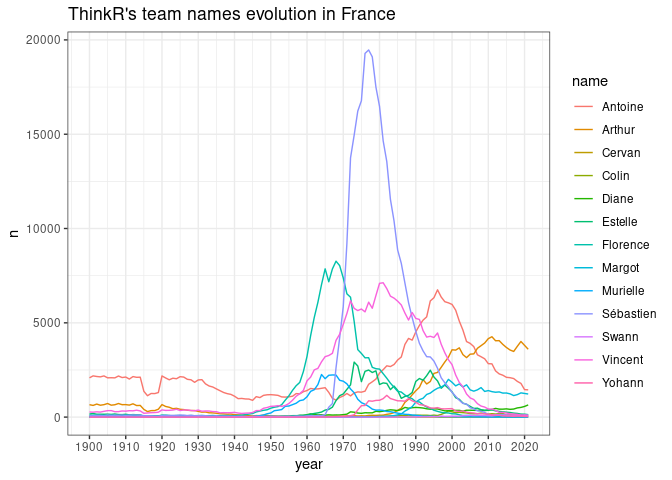 ThinkR's team names evolution in France
20000
15000
10000
5000
0
n
1900 1910 1920 1930 1940 1950 1960 1970 1980 1990 2000 2010 2020
year
name
Antoine
Arthur
Cervan
Colin
Diane
Estelle
Florence
Margot
Murielle
Sébastien
Swann
Vincent
Yohann